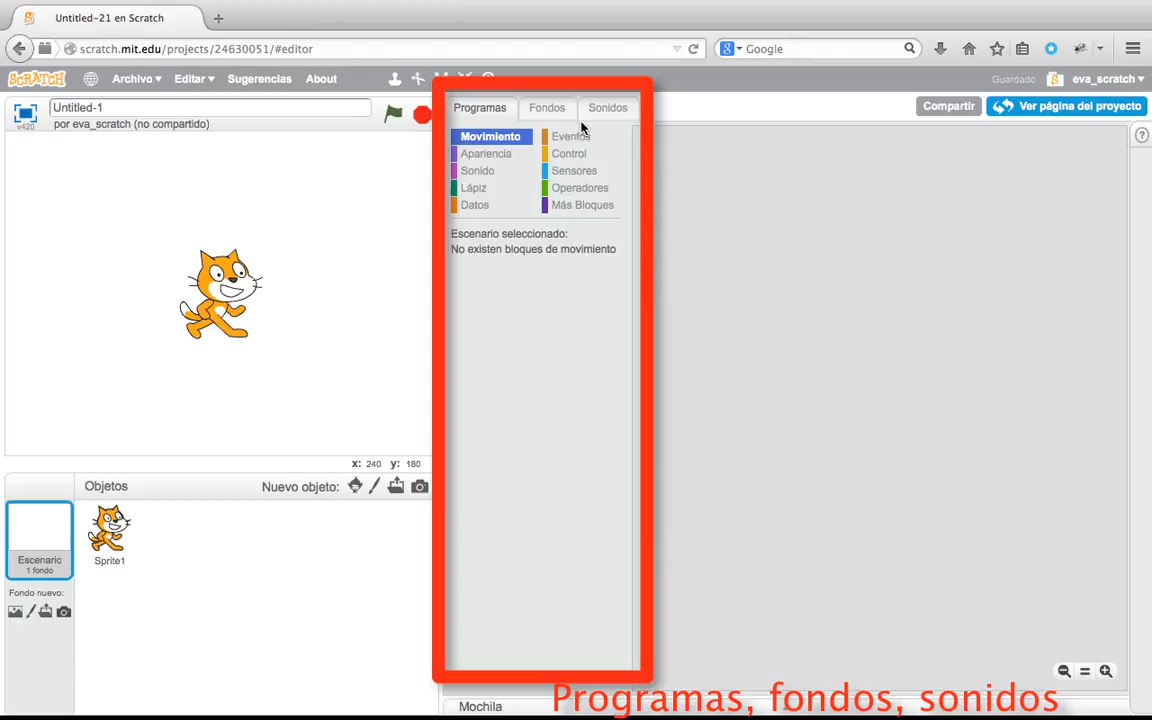 Untitled-21 en Scratch
scratch.mit.edu/projects/24630051/#editor
Google
SCRATCH
Archivo
Editar
Sugerencias
About
Guardado
eva_scratch
v420
Untitled-1
por eva_scratch (no compartido)
Programas
Fondos
Sonidos
Compartir
Ver página del proyecto
Movimiento
Eventos
Apariencia
Control
Sonido
Sensores
Lápiz
Operadores
Datos
Más Bloques
Escenario seleccionado:
No existen bloques de movimiento
x: 240 y: 180
Objetos
Nuevo objeto:
Escenario
1 fondo
Sprite1
Fondo nuevo:
Mochila
Programas, fondos, sonidos